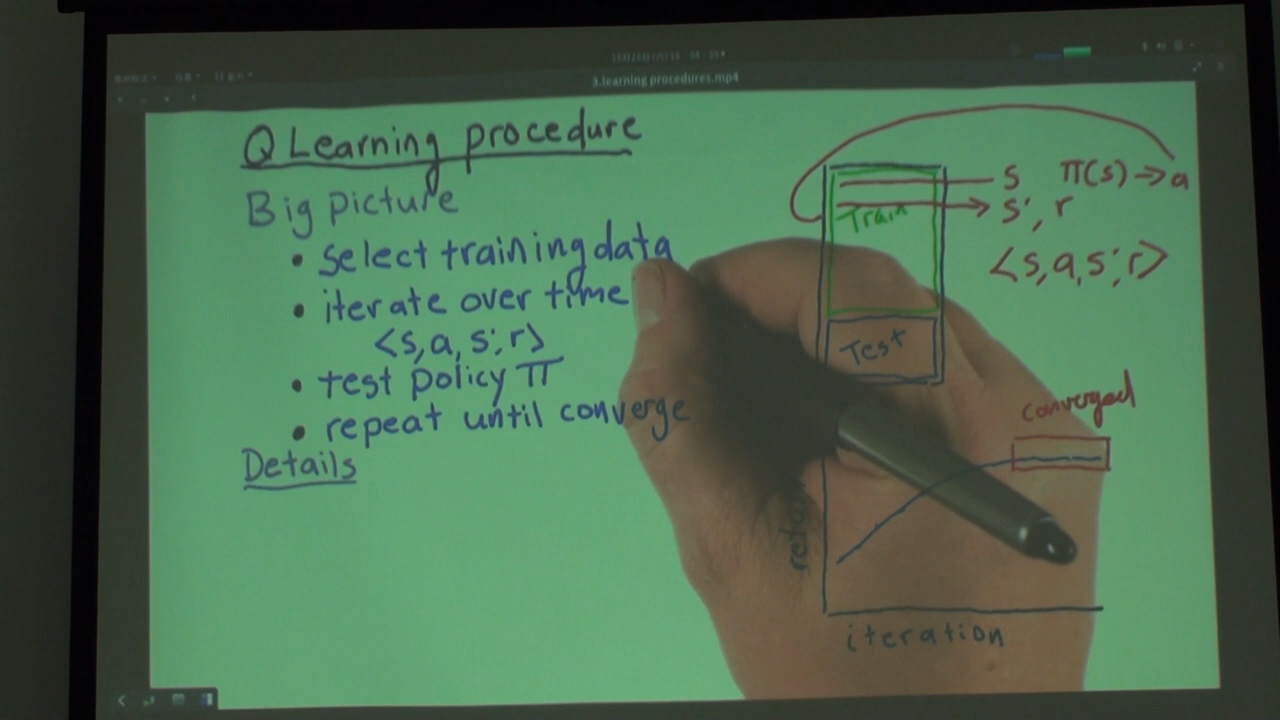 3.learning procedures.mp4
Q Learning procedure
Big picture
• select training data
• iterate over time
<s, a, s', r>
• test policy π
• repeat until converge
Details
s π(s) → a
s', r
<s, a, s', r>
Train
Test
converged
iteration